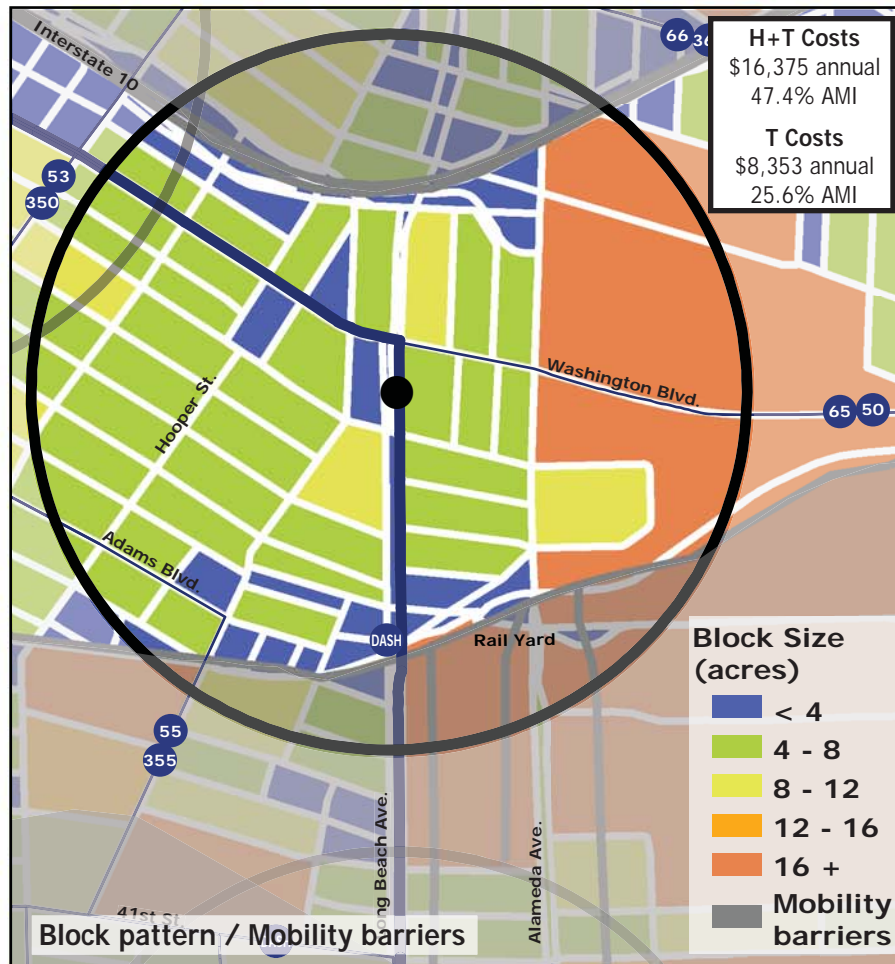 Interstate 10
66
H+T Costs
$16,375 annual
47.4% AMI
T Costs
$8,353 annual
25.6% AMI
53
350
Washington Blvd.
65
50
Hooper St.
Adams Blvd.
DASH
Rail Yard
Block Size
(acres)
< 4
4 - 8
8 - 12
12 - 16
16 +
Mobility
barriers
55
355
ong Beach Ave.
Alameda Ave.
41st St.
Block pattern / Mobility barriers